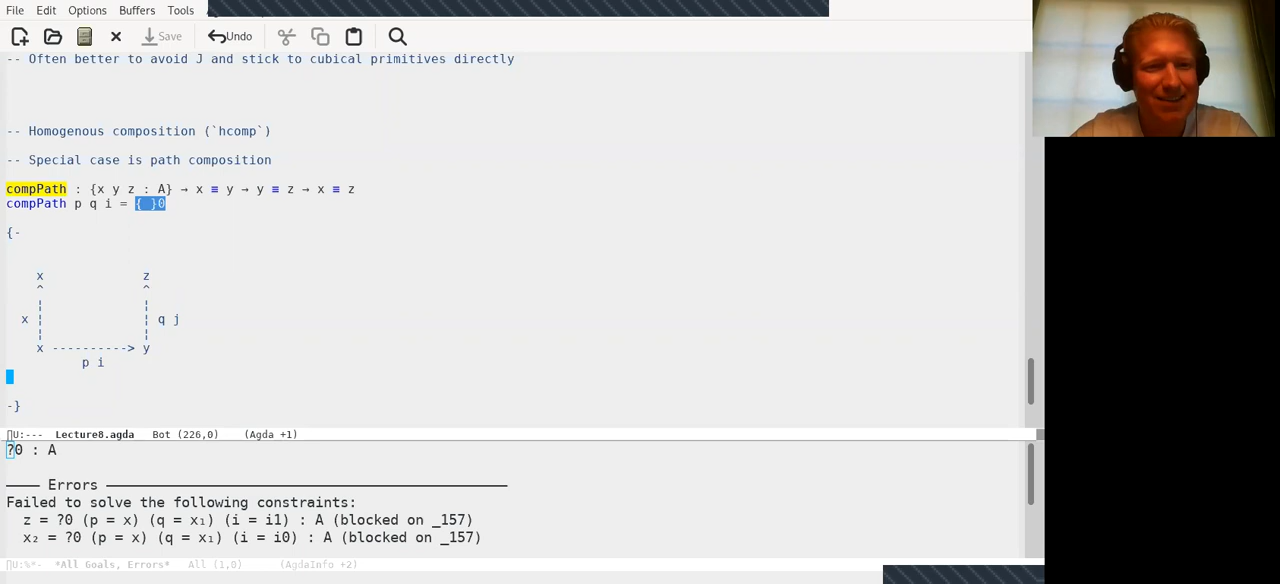 File Edit Options Buffers Tools
Save Undo
-- Often better to avoid J and stick to cubical primitives directly
-- Homogenous composition (`hcomp`)
-- Special case is path composition
compPath : {x y z : A} → x ≡ y → y ≡ z → x ≡ z
compPath p q i = { }0
{-
x z
^ ^
¦ ¦
x ¦ ¦ q j
¦ ¦
x ----------> y
p i
-}
U:--- Lecture8.agda Bot (226,0) (Agda +1)
?0 : A
———— Errors ————————————————
Failed to solve the following constraints:
z = ?0 (p = x) (q = x₁) (i = i1) : A (blocked on _157)
x₂ = ?0 (p = x) (q = x₁) (i = i0) : A (blocked on _157)
U:%*- *All Goals, Errors* All (1,0) (AgdaInfo +2)